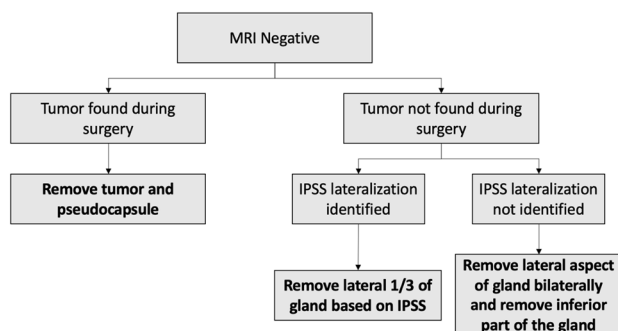 MRI Negative
Tumor found during
surgery
Tumor not found during
surgery
Remove tumor and
pseudocapsule
IPSS lateralization
identified
IPSS lateralization
not identified
Remove lateral 1/3 of
gland based on IPSS
Remove lateral aspect
of gland bilaterally
and remove inferior
part of the gland